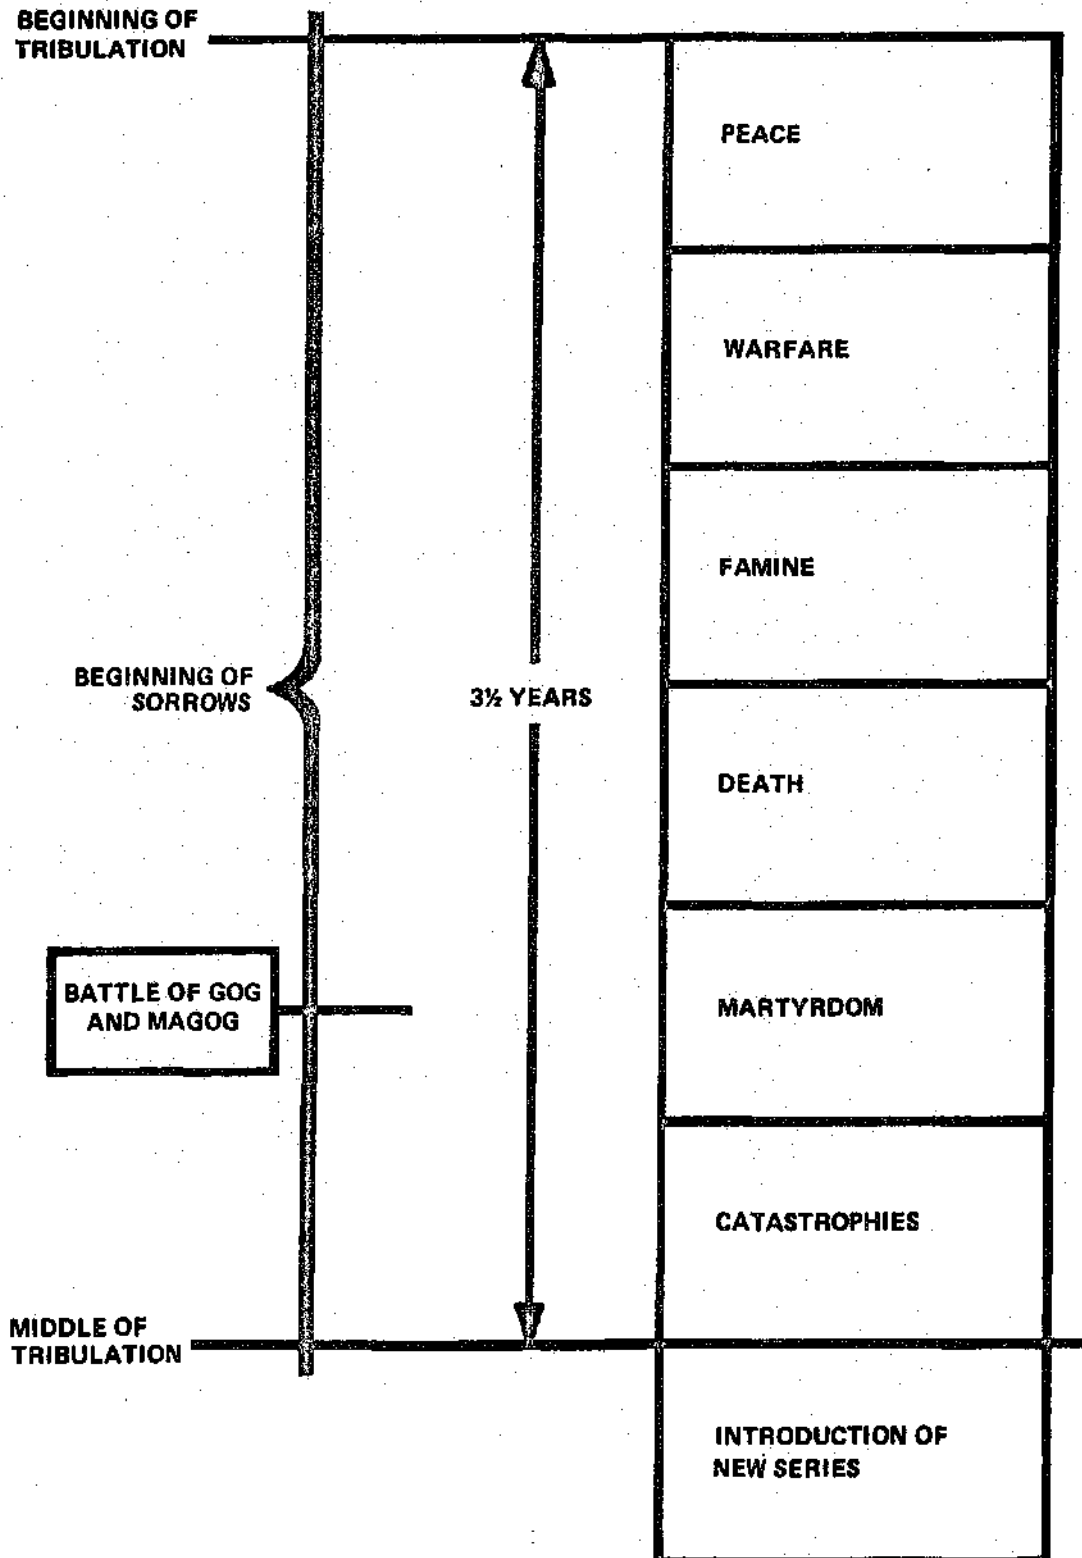 BEGINNING OF
TRIBULATION
PEACE
WARFARE
FAMINE
BEGINNING OF
SORROWS
3½ YEARS
DEATH
BATTLE OF GOG
AND MAGOG
MARTYRDOM
CATASTROPHIES
MIDDLE OF
TRIBULATION
INTRODUCTION OF
NEW SERIES